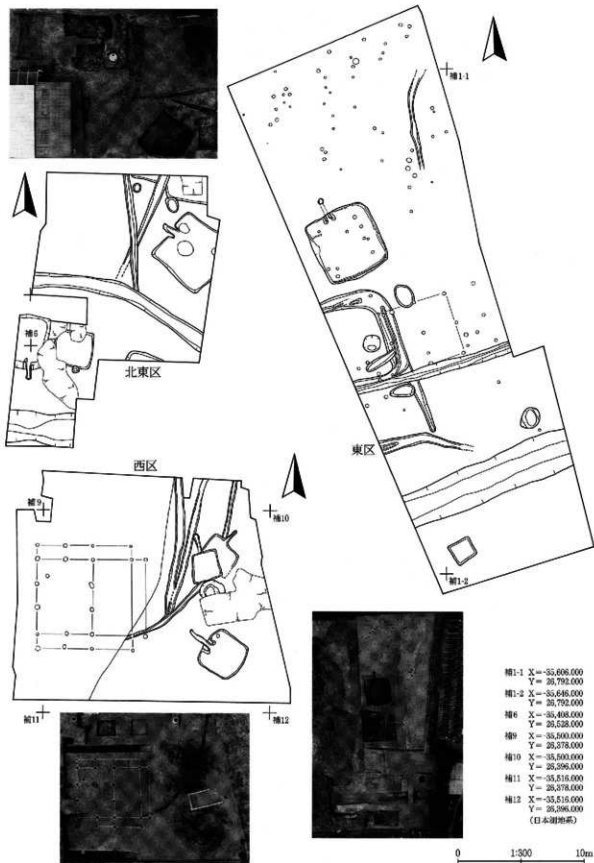 補1-1
補6
北東区
西区
補9
補10
東区
補1-2
補11
補12
補1-1 X=-35,606.000
Y= 26,792.000
補1-2 X=-35,646.000
Y= 26,792.000
補6 X=-35,408.000
Y= 26,528.000
補9 X=-35,500.000
Y= 26,378.000
補10 X=-35,500.000
Y= 26,396.000
補11 X=-35,516.000
Y= 26,378.000
補12 X=-35,516.000
Y= 26,396.000
(日本測地系)
0 1:300 10m